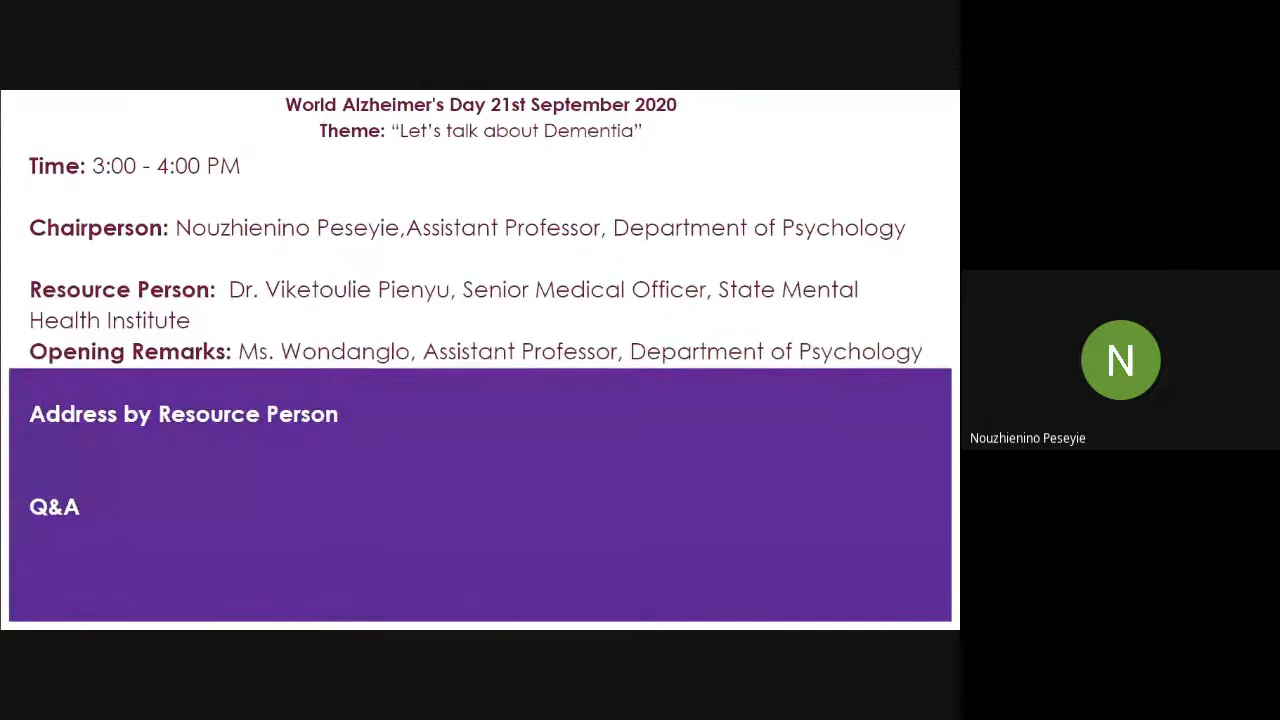 World Alzheimer's Day 21st September 2020
Theme: “Let’s talk about Dementia”
Time: 3:00 - 4:00 PM
Chairperson: Nouzhienino Peseyie,Assistant Professor, Department of Psychology
Resource Person:  Dr. Viketoulie Pienyu, Senior Medical Officer, State Mental
Health Institute
Opening Remarks: Ms. Wondanglo, Assistant Professor, Department of Psychology
Address by Resource Person
Q&A
N
Nouzhienino Peseyie